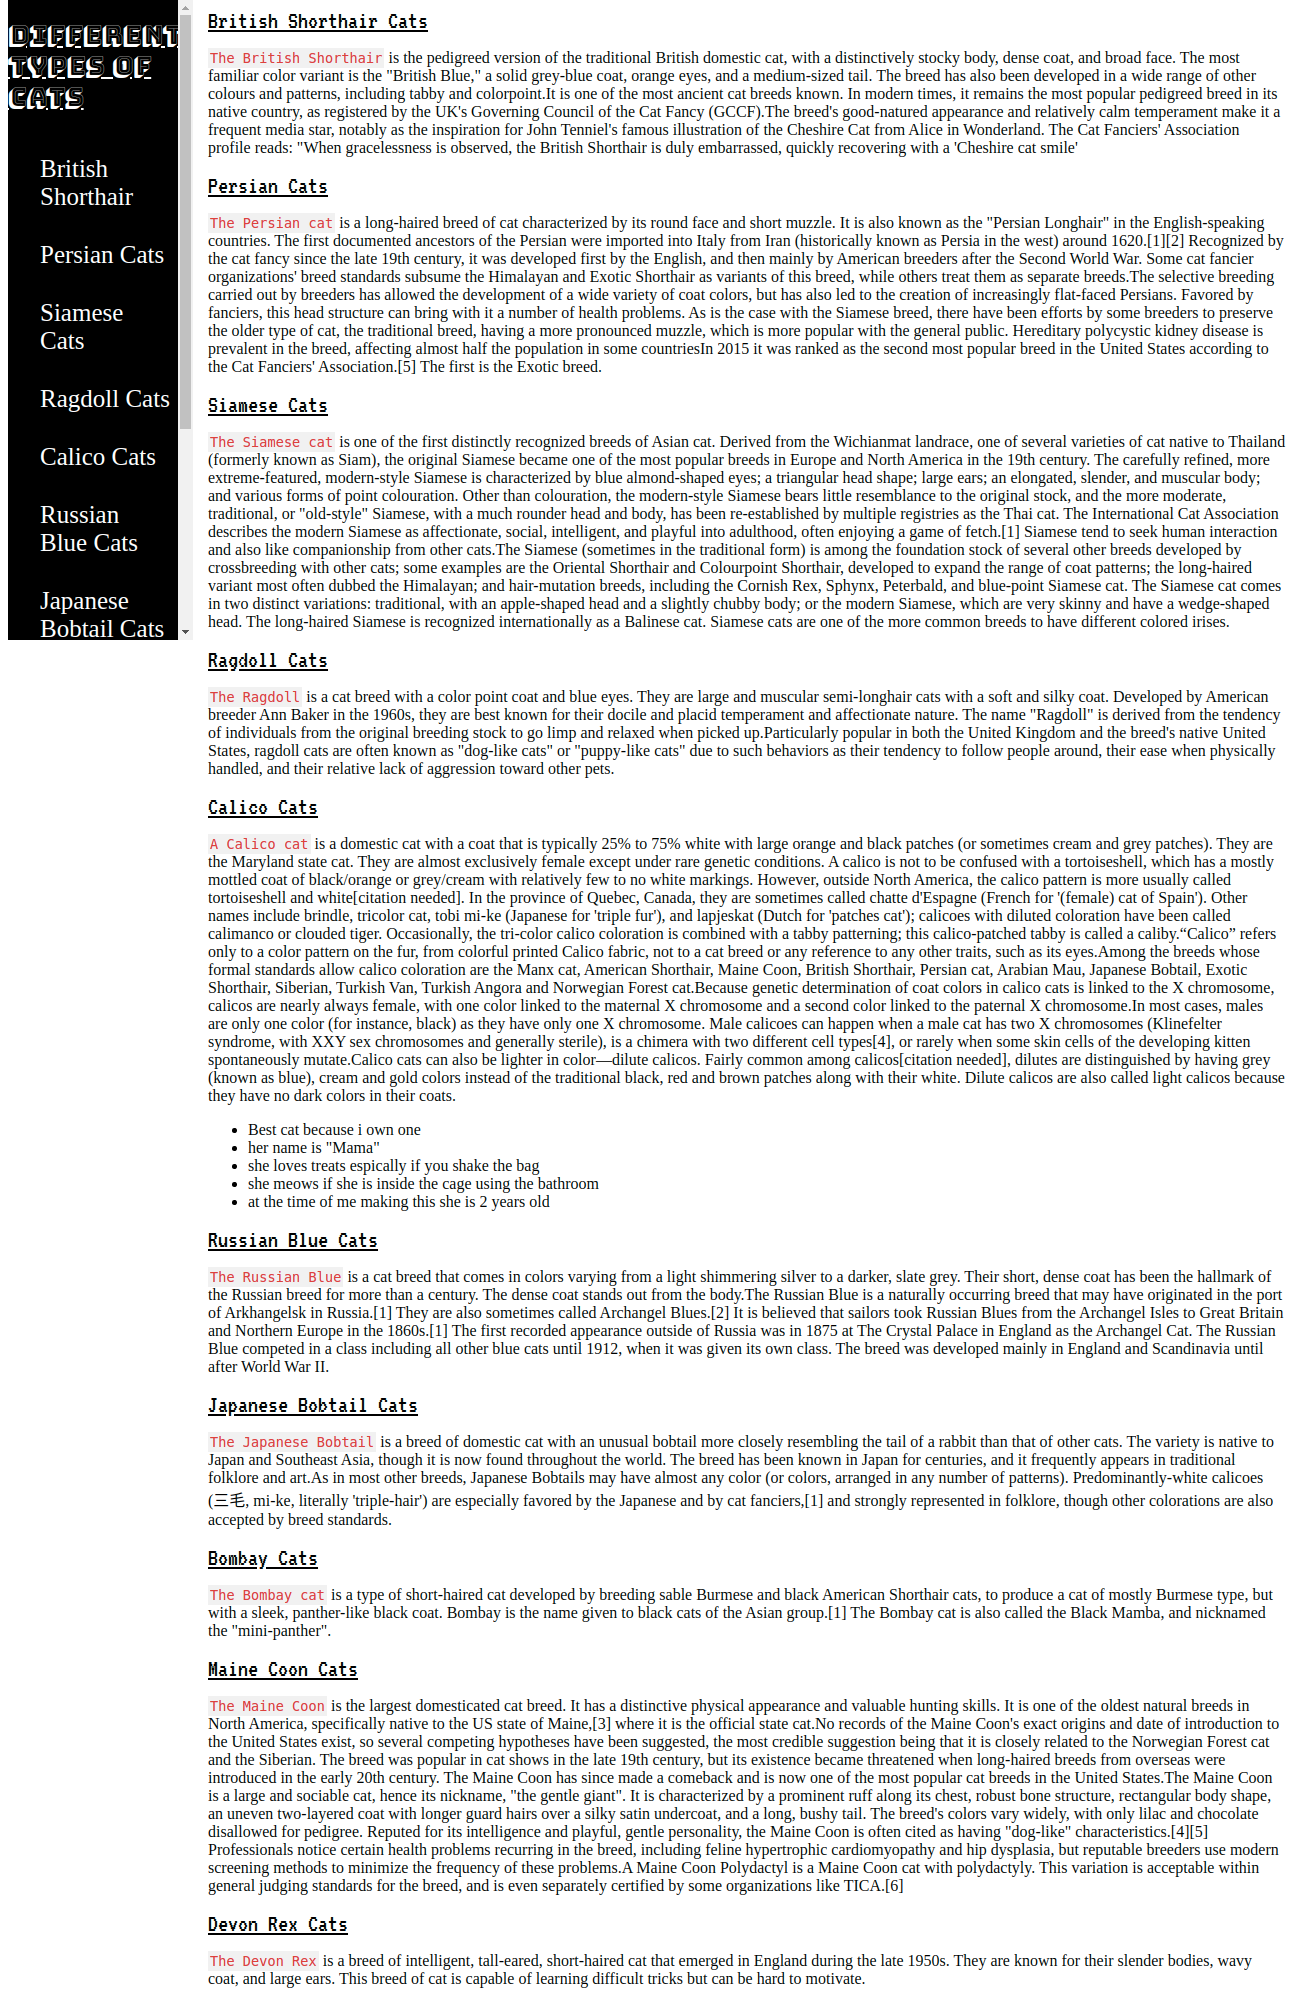 DIFFERENT
TYPES OF
CATS
British
Shorthair
Persian Cats
Siamese
Cats
Ragdoll Cats
Calico Cats
Russian
Blue Cats
Japanese
Bobtail Cats
British Shorthair Cats
The British Shorthair is the pedigreed version of the traditional British domestic cat, with a distinctively stocky body, dense coat, and broad face. The most
familiar color variant is the "British Blue," a solid grey-blue coat, orange eyes, and a medium-sized tail. The breed has also been developed in a wide range of other
colours and patterns, including tabby and colorpoint.It is one of the most ancient cat breeds known. In modern times, it remains the most popular pedigreed breed in its
native country, as registered by the UK's Governing Council of the Cat Fancy (GCCF).The breed's good-natured appearance and relatively calm temperament make it a
frequent media star, notably as the inspiration for John Tenniel's famous illustration of the Cheshire Cat from Alice in Wonderland. The Cat Fanciers' Association
profile reads: "When gracelessness is observed, the British Shorthair is duly embarrassed, quickly recovering with a 'Cheshire cat smile'
Persian Cats
The Persian cat is a long-haired breed of cat characterized by its round face and short muzzle. It is also known as the "Persian Longhair" in the English-speaking
countries. The first documented ancestors of the Persian were imported into Italy from Iran (historically known as Persia in the west) around 1620.[1][2] Recognized by
the cat fancy since the late 19th century, it was developed first by the English, and then mainly by American breeders after the Second World War. Some cat fancier
organizations' breed standards subsume the Himalayan and Exotic Shorthair as variants of this breed, while others treat them as separate breeds.The selective breeding
carried out by breeders has allowed the development of a wide variety of coat colors, but has also led to the creation of increasingly flat-faced Persians. Favored by
fanciers, this head structure can bring with it a number of health problems. As is the case with the Siamese breed, there have been efforts by some breeders to preserve
the older type of cat, the traditional breed, having a more pronounced muzzle, which is more popular with the general public. Hereditary polycystic kidney disease is
prevalent in the breed, affecting almost half the population in some countriesIn 2015 it was ranked as the second most popular breed in the United States according to
the Cat Fanciers' Association.[5] The first is the Exotic breed.
Siamese Cats
The Siamese cat is one of the first distinctly recognized breeds of Asian cat. Derived from the Wichianmat landrace, one of several varieties of cat native to Thailand
(formerly known as Siam), the original Siamese became one of the most popular breeds in Europe and North America in the 19th century. The carefully refined, more
extreme-featured, modern-style Siamese is characterized by blue almond-shaped eyes; a triangular head shape; large ears; an elongated, slender, and muscular body;
and various forms of point colouration. Other than colouration, the modern-style Siamese bears little resemblance to the original stock, and the more moderate,
traditional, or "old-style" Siamese, with a much rounder head and body, has been re-established by multiple registries as the Thai cat. The International Cat Association
describes the modern Siamese as affectionate, social, intelligent, and playful into adulthood, often enjoying a game of fetch.[1] Siamese tend to seek human interaction
and also like companionship from other cats.The Siamese (sometimes in the traditional form) is among the foundation stock of several other breeds developed by
crossbreeding with other cats; some examples are the Oriental Shorthair and Colourpoint Shorthair, developed to expand the range of coat patterns; the long-haired
variant most often dubbed the Himalayan; and hair-mutation breeds, including the Cornish Rex, Sphynx, Peterbald, and blue-point Siamese cat. The Siamese cat comes
in two distinct variations: traditional, with an apple-shaped head and a slightly chubby body; or the modern Siamese, which are very skinny and have a wedge-shaped
head. The long-haired Siamese is recognized internationally as a Balinese cat. Siamese cats are one of the more common breeds to have different colored irises.
Ragdoll Cats
The Ragdoll is a cat breed with a color point coat and blue eyes. They are large and muscular semi-longhair cats with a soft and silky coat. Developed by American
breeder Ann Baker in the 1960s, they are best known for their docile and placid temperament and affectionate nature. The name "Ragdoll" is derived from the tendency
of individuals from the original breeding stock to go limp and relaxed when picked up.Particularly popular in both the United Kingdom and the breed's native United
States, ragdoll cats are often known as "dog-like cats" or "puppy-like cats" due to such behaviors as their tendency to follow people around, their ease when physically
handled, and their relative lack of aggression toward other pets.
Calico Cats
A Calico cat is a domestic cat with a coat that is typically 25% to 75% white with large orange and black patches (or sometimes cream and grey patches). They are
the Maryland state cat. They are almost exclusively female except under rare genetic conditions. A calico is not to be confused with a tortoiseshell, which has a mostly
mottled coat of black/orange or grey/cream with relatively few to no white markings. However, outside North America, the calico pattern is more usually called
tortoiseshell and white[citation needed]. In the province of Quebec, Canada, they are sometimes called chatte d'Espagne (French for '(female) cat of Spain'). Other
names include brindle, tricolor cat, tobi mi-ke (Japanese for 'triple fur'), and lapjeskat (Dutch for 'patches cat'); calicoes with diluted coloration have been called
calimanco or clouded tiger. Occasionally, the tri-color calico coloration is combined with a tabby patterning; this calico-patched tabby is called a caliby.“Calico” refers
only to a color pattern on the fur, from colorful printed Calico fabric, not to a cat breed or any reference to any other traits, such as its eyes.Among the breeds whose
formal standards allow calico coloration are the Manx cat, American Shorthair, Maine Coon, British Shorthair, Persian cat, Arabian Mau, Japanese Bobtail, Exotic
Shorthair, Siberian, Turkish Van, Turkish Angora and Norwegian Forest cat.Because genetic determination of coat colors in calico cats is linked to the X chromosome,
calicos are nearly always female, with one color linked to the maternal X chromosome and a second color linked to the paternal X chromosome.In most cases, males
are only one color (for instance, black) as they have only one X chromosome. Male calicoes can happen when a male cat has two X chromosomes (Klinefelter
syndrome, with XXY sex chromosomes and generally sterile), is a chimera with two different cell types[4], or rarely when some skin cells of the developing kitten
spontaneously mutate.Calico cats can also be lighter in color—dilute calicos. Fairly common among calicos[citation needed], dilutes are distinguished by having grey
(known as blue), cream and gold colors instead of the traditional black, red and brown patches along with their white. Dilute calicos are also called light calicos because
they have no dark colors in their coats.
• Best cat because i own one
• her name is "Mama"
• she loves treats espically if you shake the bag
• she meows if she is inside the cage using the bathroom
• at the time of me making this she is 2 years old
Russian Blue Cats
The Russian Blue is a cat breed that comes in colors varying from a light shimmering silver to a darker, slate grey. Their short, dense coat has been the hallmark of
the Russian breed for more than a century. The dense coat stands out from the body.The Russian Blue is a naturally occurring breed that may have originated in the port
of Arkhangelsk in Russia.[1] They are also sometimes called Archangel Blues.[2] It is believed that sailors took Russian Blues from the Archangel Isles to Great Britain
and Northern Europe in the 1860s.[1] The first recorded appearance outside of Russia was in 1875 at The Crystal Palace in England as the Archangel Cat. The Russian
Blue competed in a class including all other blue cats until 1912, when it was given its own class. The breed was developed mainly in England and Scandinavia until
after World War II.
Japanese Bobtail Cats
The Japanese Bobtail is a breed of domestic cat with an unusual bobtail more closely resembling the tail of a rabbit than that of other cats. The variety is native to
Japan and Southeast Asia, though it is now found throughout the world. The breed has been known in Japan for centuries, and it frequently appears in traditional
folklore and art.As in most other breeds, Japanese Bobtails may have almost any color (or colors, arranged in any number of patterns). Predominantly-white calicoes
(三毛, mi-ke, literally 'triple-hair') are especially favored by the Japanese and by cat fanciers,[1] and strongly represented in folklore, though other colorations are also
accepted by breed standards.
Bombay Cats
The Bombay cat is a type of short-haired cat developed by breeding sable Burmese and black American Shorthair cats, to produce a cat of mostly Burmese type, but
with a sleek, panther-like black coat. Bombay is the name given to black cats of the Asian group.[1] The Bombay cat is also called the Black Mamba, and nicknamed
the "mini-panther".
Maine Coon Cats
The Maine Coon is the largest domesticated cat breed. It has a distinctive physical appearance and valuable hunting skills. It is one of the oldest natural breeds in
North America, specifically native to the US state of Maine,[3] where it is the official state cat.No records of the Maine Coon's exact origins and date of introduction to
the United States exist, so several competing hypotheses have been suggested, the most credible suggestion being that it is closely related to the Norwegian Forest cat
and the Siberian. The breed was popular in cat shows in the late 19th century, but its existence became threatened when long-haired breeds from overseas were
introduced in the early 20th century. The Maine Coon has since made a comeback and is now one of the most popular cat breeds in the United States.The Maine Coon
is a large and sociable cat, hence its nickname, "the gentle giant". It is characterized by a prominent ruff along its chest, robust bone structure, rectangular body shape,
an uneven two-layered coat with longer guard hairs over a silky satin undercoat, and a long, bushy tail. The breed's colors vary widely, with only lilac and chocolate
disallowed for pedigree. Reputed for its intelligence and playful, gentle personality, the Maine Coon is often cited as having "dog-like" characteristics.[4][5]
Professionals notice certain health problems recurring in the breed, including feline hypertrophic cardiomyopathy and hip dysplasia, but reputable breeders use modern
screening methods to minimize the frequency of these problems.A Maine Coon Polydactyl is a Maine Coon cat with polydactyly. This variation is acceptable within
general judging standards for the breed, and is even separately certified by some organizations like TICA.[6]
Devon Rex Cats
The Devon Rex is a breed of intelligent, tall-eared, short-haired cat that emerged in England during the late 1950s. They are known for their slender bodies, wavy
coat, and large ears. This breed of cat is capable of learning difficult tricks but can be hard to motivate.